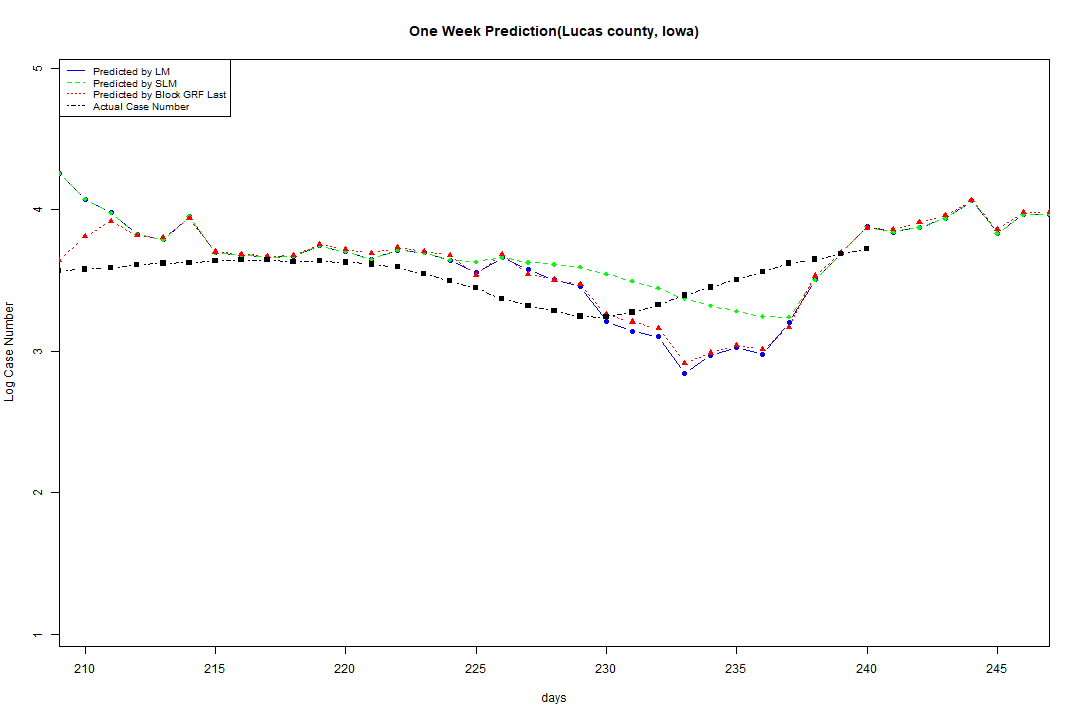 One Week Prediction(Lucas county, Iowa)
Predicted by LM
Predicted by SLM
Predicted by Block GRF Last
Actual Case Number
5
4
3
2
1
Log Case Number
210 215 220 225 230 235 240 245
days